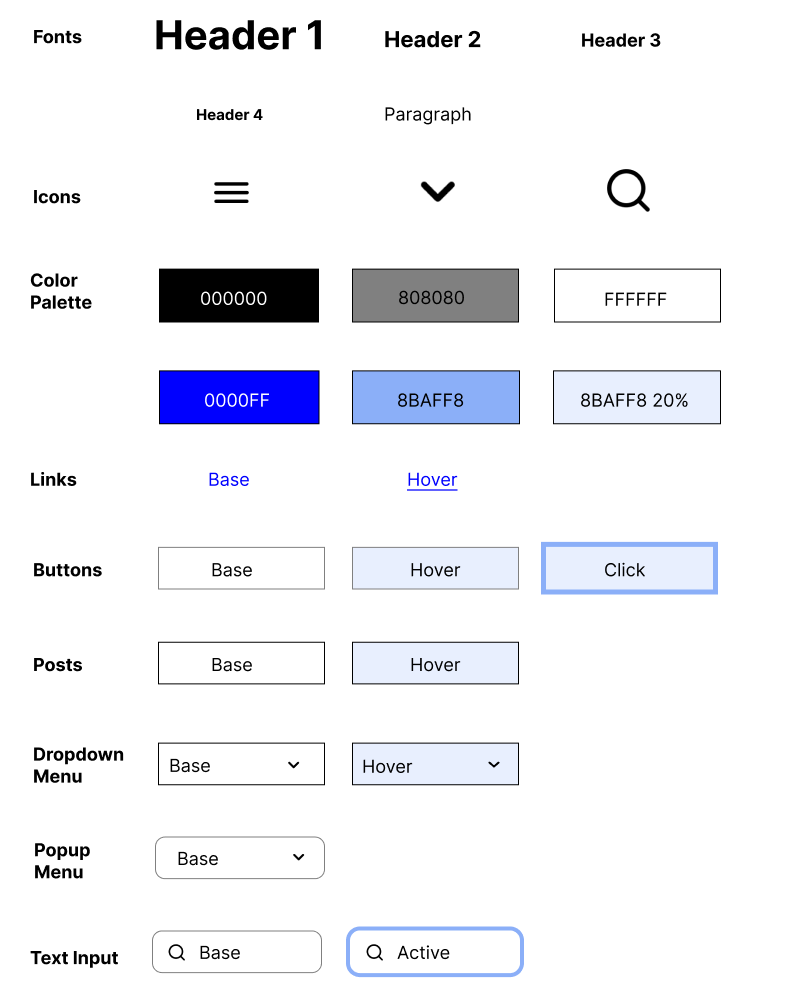 Fonts
Header 1
Header 2
Header 3
Header 4
Paragraph
Icons
Color
Palette
000000
808080
FFFFFF
0000FF
8BAFF8
8BAFF8 20%
Links
Base
Hover
Buttons
Base
Hover
Click
Posts
Base
Hover
Dropdown
Menu
Base
Hover
Popup
Menu
Base
Text Input
Base
Active